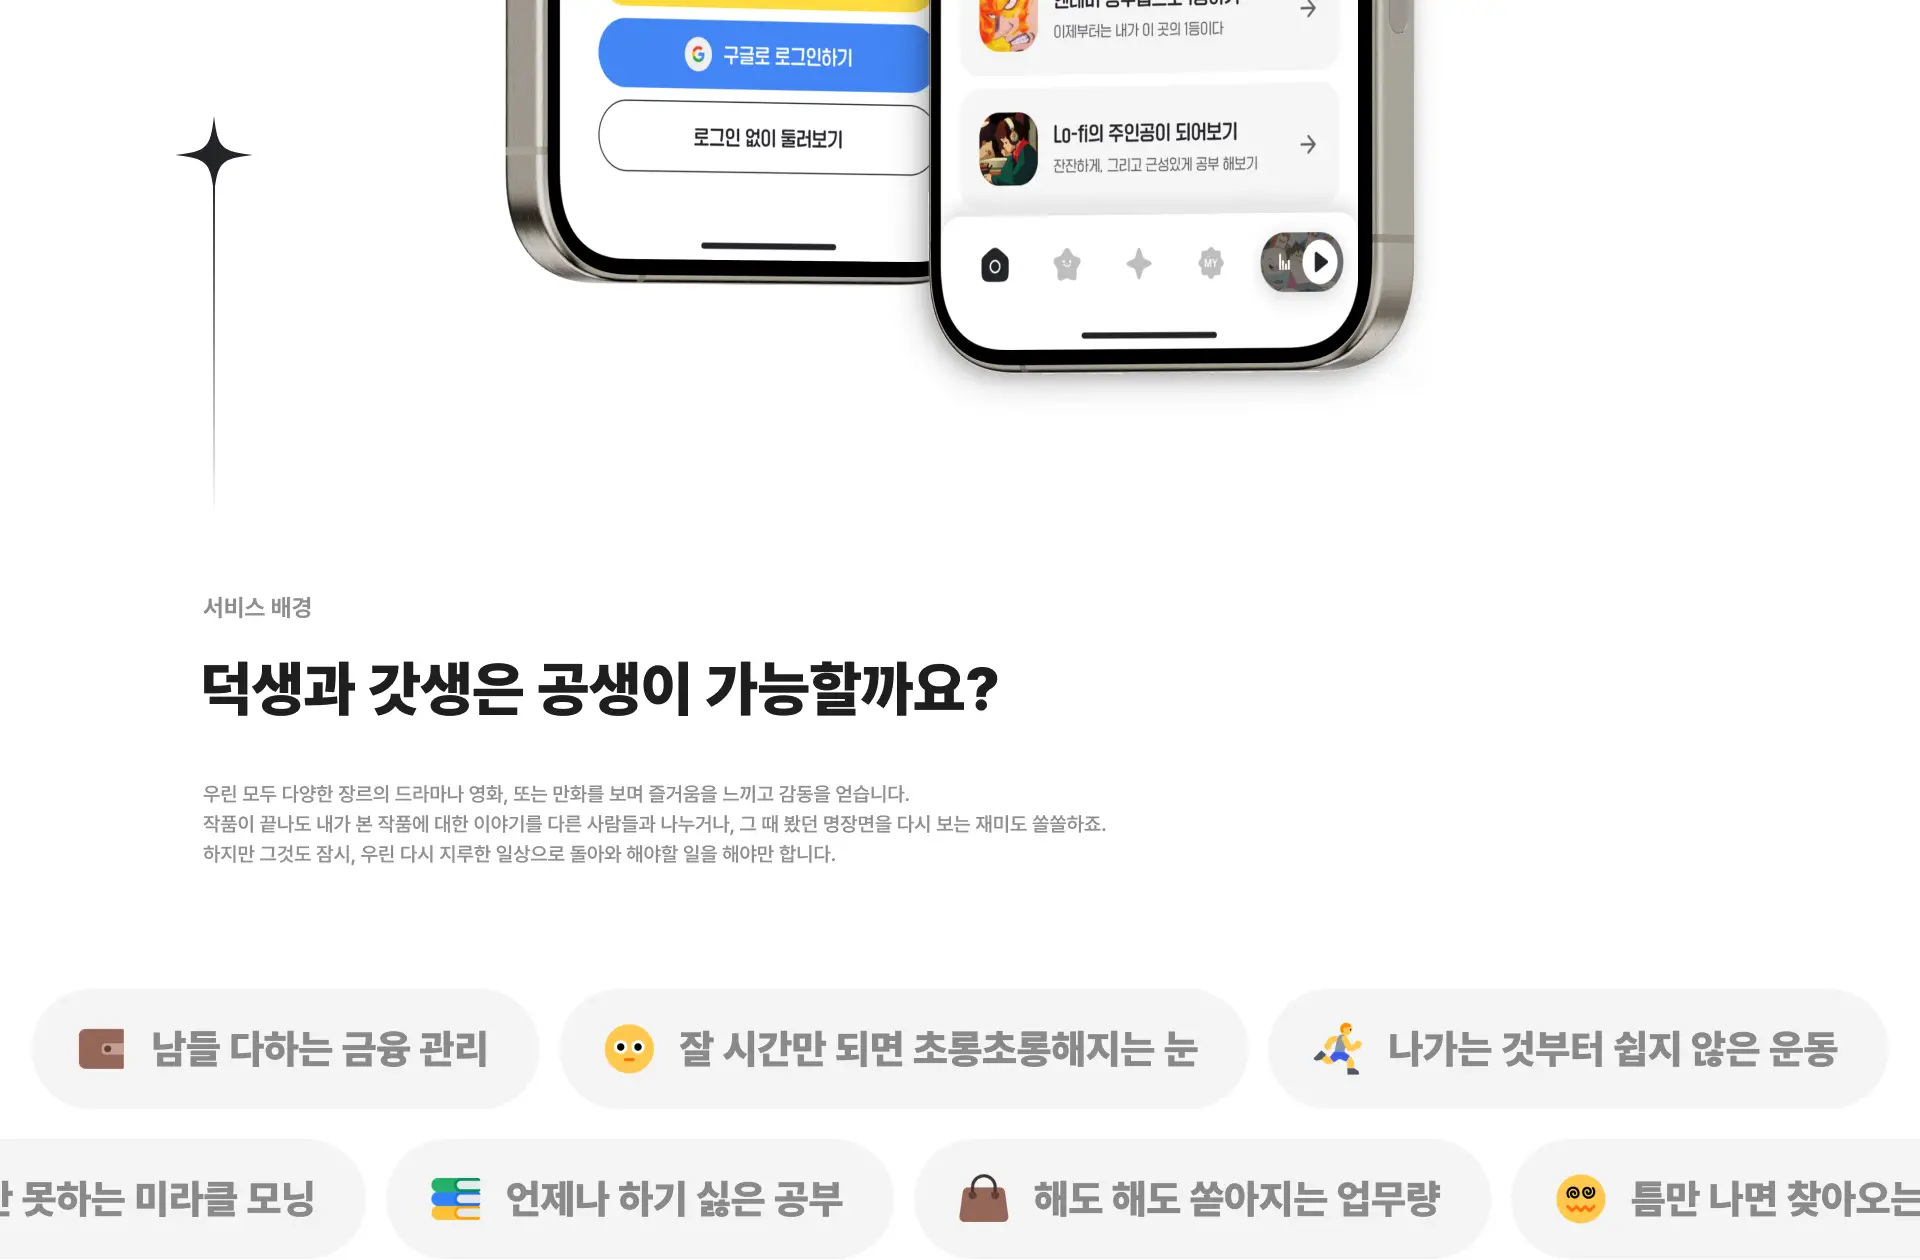 이제부터는 내가 이 곳의 1등이다
구글로 로그인하기
로그인 없이 둘러보기
Lo-fi의 주인공이 되어보기
잔잔하게, 그리고 근성있게 공부 해보기
MY
서비스 배경
덕생과 갓생은 공생이 가능할까요?
우린 모두 다양한 장르의 드라마나 영화, 또는 만화를 보며 즐거움을 느끼고 감동을 얻습니다.
작품이 끝나도 내가 본 작품에 대한 이야기를 다른 사람들과 나누거나, 그 때 봤던 명장면을 다시 보는 재미도 쏠쏠하죠.
하지만 그것도 잠시, 우린 다시 지루한 일상으로 돌아와 해야할 일을 해야만 합니다.
남들 다하는 금융 관리
잘 시간만 되면 초롱초롱해지는 눈
나가는 것부터 쉽지 않은 운동
못하는 미라클 모닝
언제나 하기 싫은 공부
해도 해도 쏟아지는 업무량
틈만 나면 찾아오는